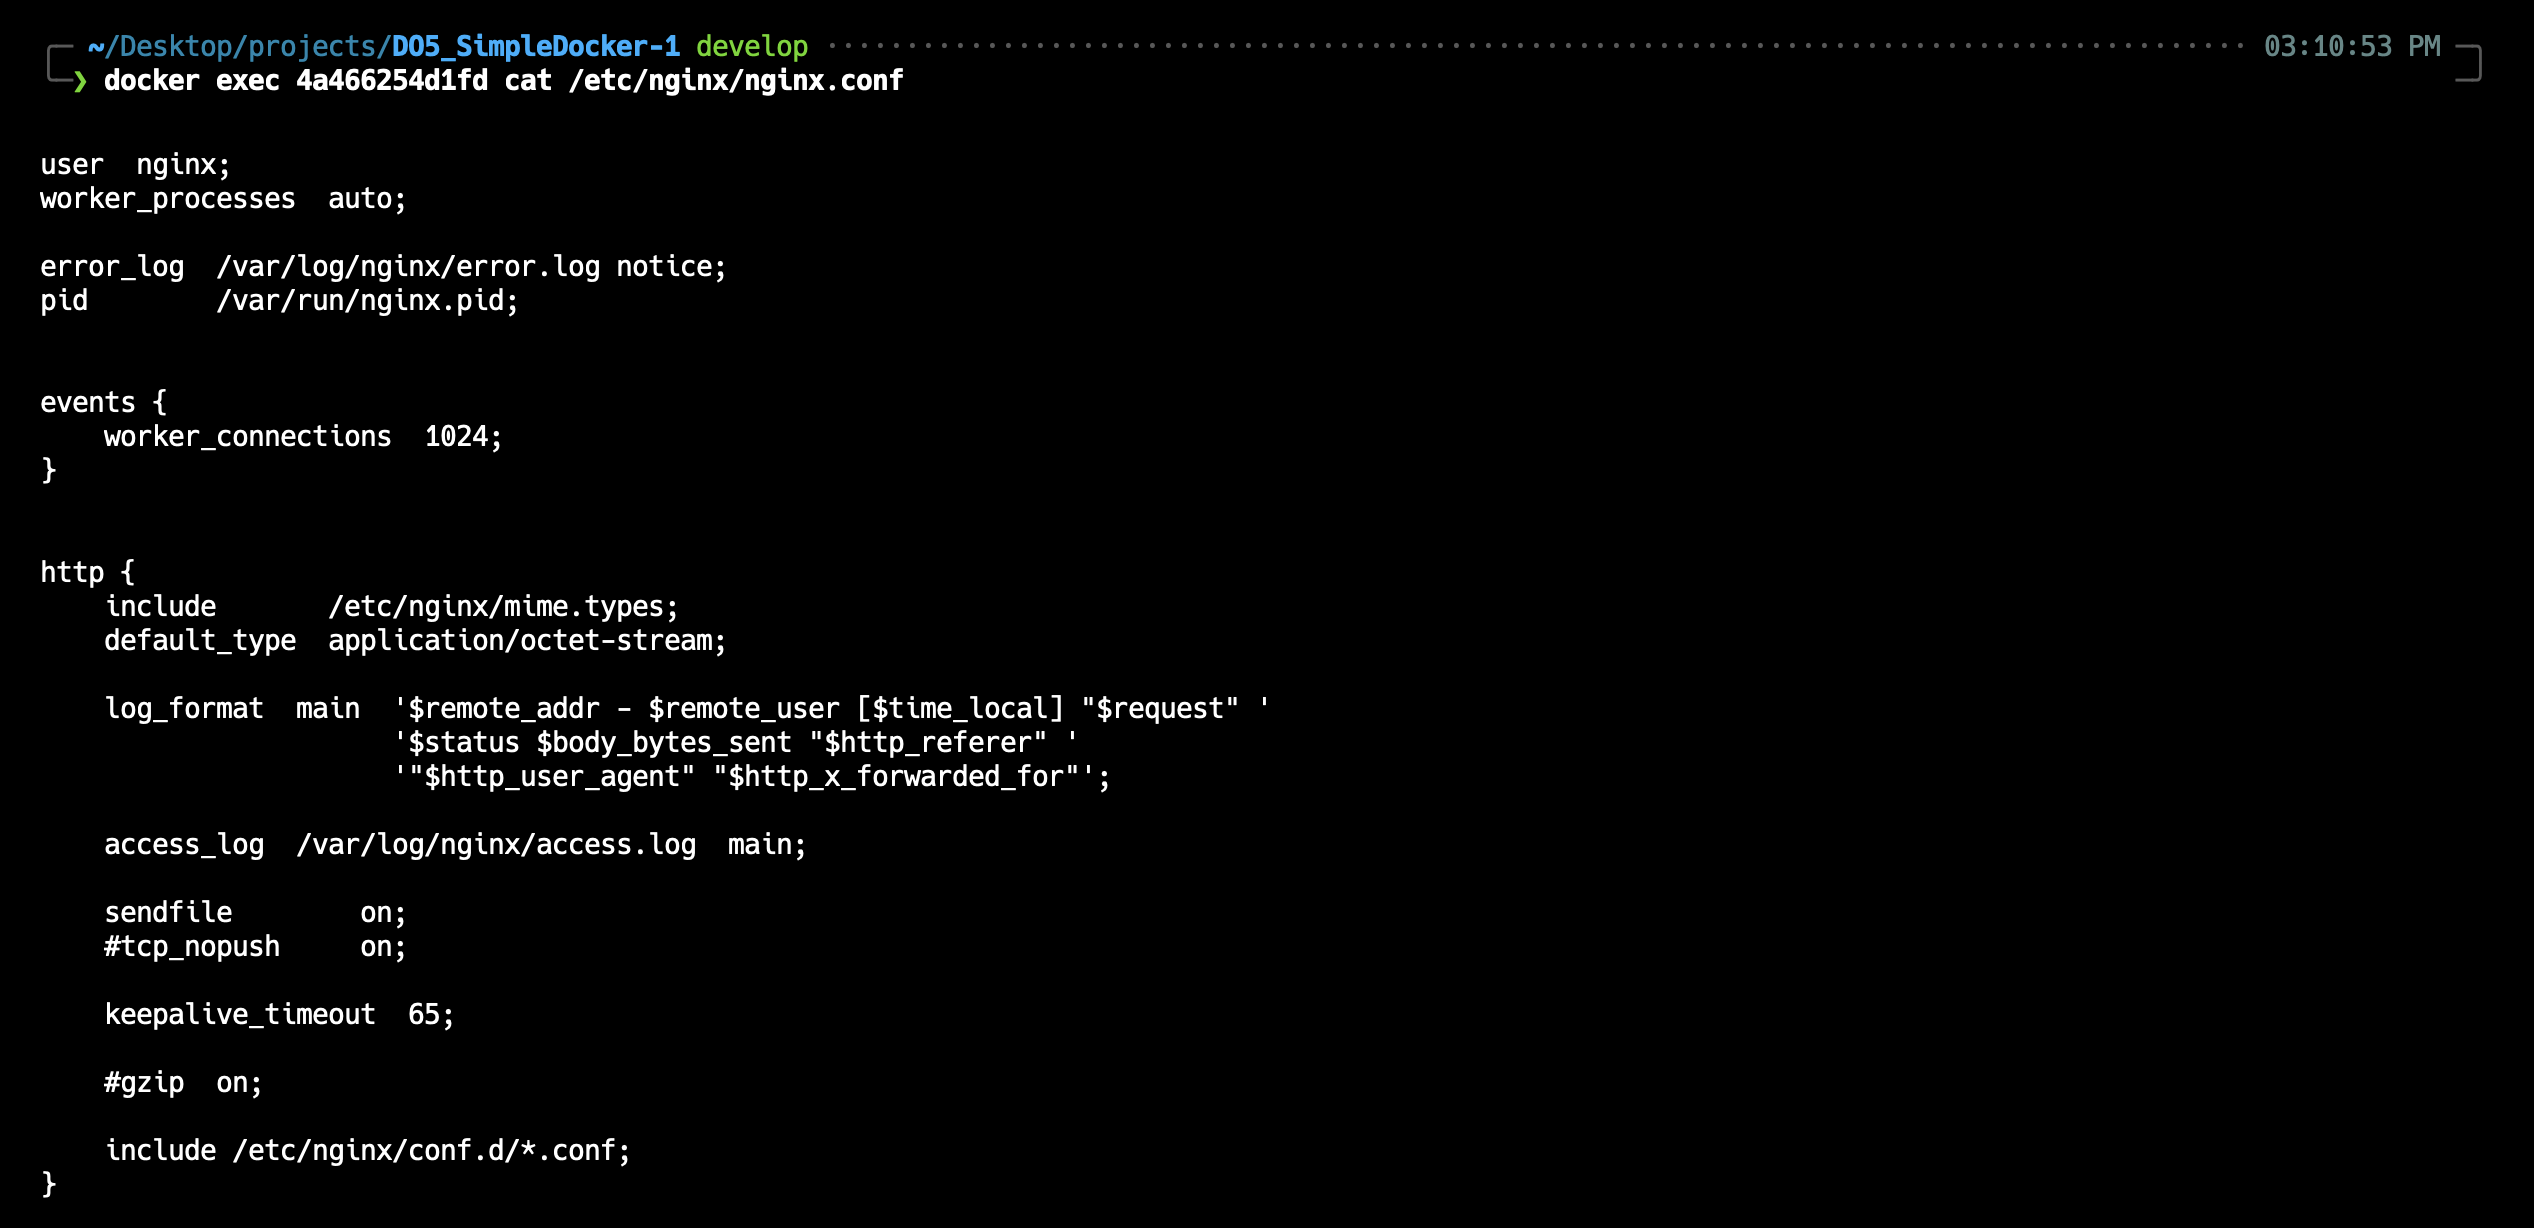 ~/Desktop/projects/DO5_SimpleDocker-1 develop 03:10:53 PM
❯ docker exec 4a466254d1fd cat /etc/nginx/nginx.conf
user  nginx;
worker_processes  auto;
error_log  /var/log/nginx/error.log notice;
pid        /var/run/nginx.pid;
events {
    worker_connections  1024;
}
http {
    include       /etc/nginx/mime.types;
    default_type  application/octet-stream;
    log_format  main  '$remote_addr - $remote_user [$time_local] "$request" '
                      '$status $body_bytes_sent "$http_referer" '
                      '"$http_user_agent" "$http_x_forwarded_for"';
    access_log  /var/log/nginx/access.log  main;
    sendfile        on;
    #tcp_nopush     on;
    keepalive_timeout  65;
    #gzip  on;
    include /etc/nginx/conf.d/*.conf;
}